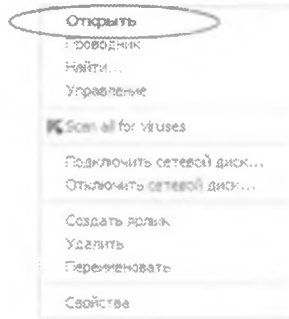 Открыть
Проводник
Найти...
Управление
Scan all for viruses
Подключить сетевой диск...
Отключить сетевой диск...
Создать ярлык
Удалить
Переименовать
Свойства